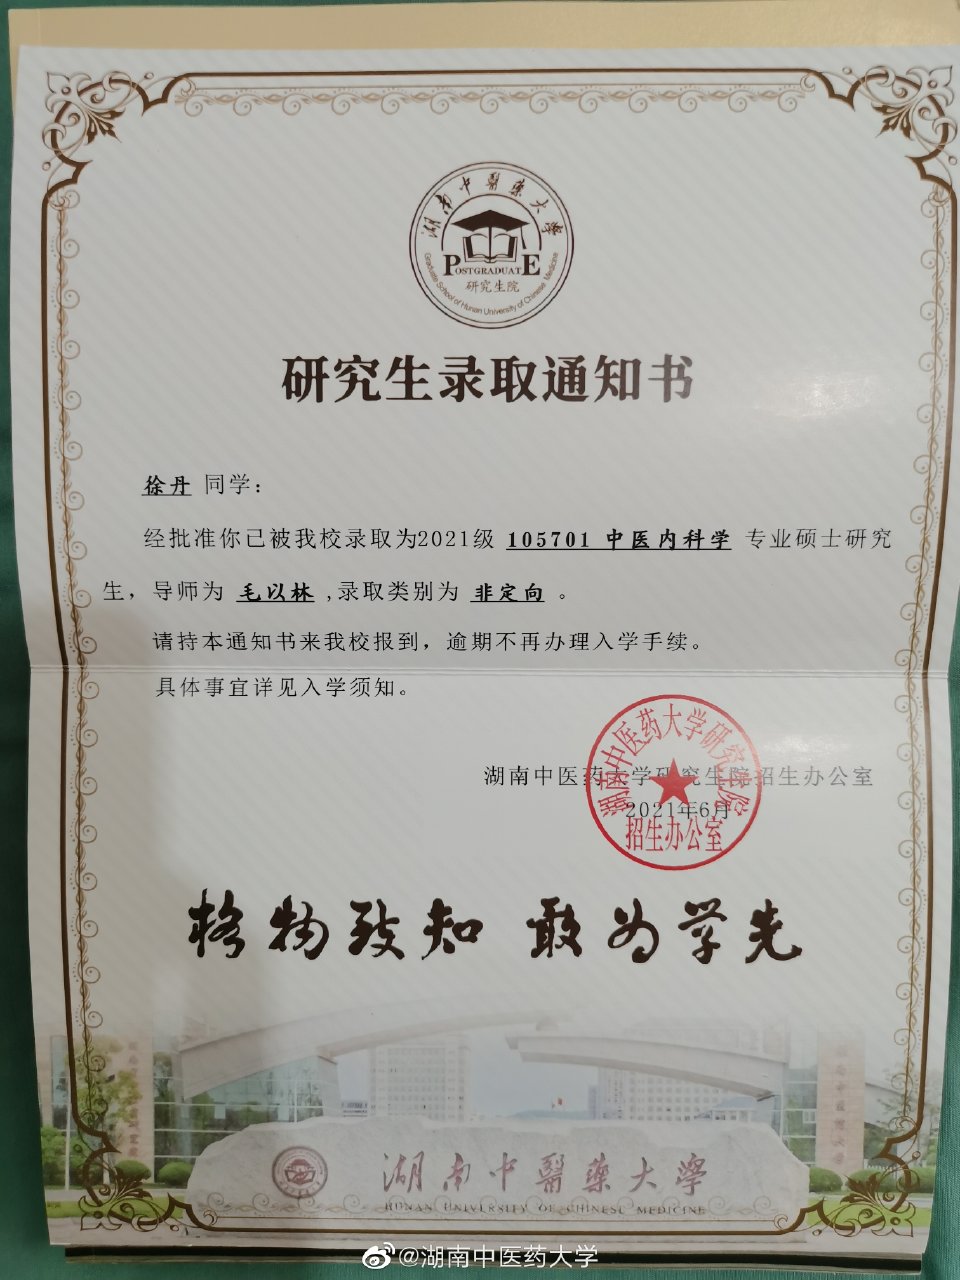 湖南中醫藥大學
POSTGRADUATE
研究生院
Graduate School of Hunan University of Chinese Medicine
研究生录取通知书
徐丹 同学：
经批准你已被我校录取为2021级 105701 中医内科学 专业硕士研究
生，导师为 毛以林 ,录取类别为 非定向 。
请持本通知书来我校报到，逾期不再办理入学手续。
具体事宜详见入学须知。
湖南中医药大学研究生院招生办公室
2021年6月
湖南中医药大学研究生院
招生办公室
格物致知 敢为学先
湖南中醫藥大學
HUNAN UNIVERSITY OF CHINESE MEDICINE
@湖南中医药大学